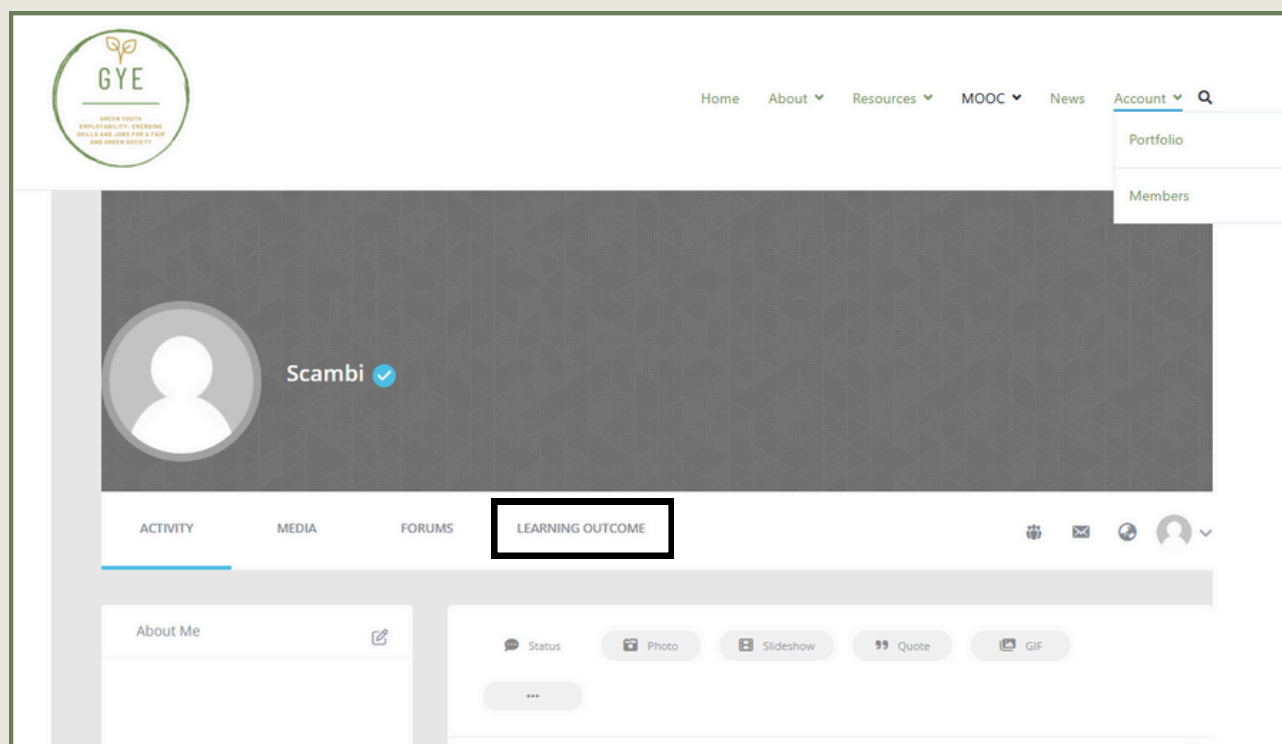 GYE
GREEN YOUTH
EMPLOYABILITY: EMERGING
SKILLS AND JOBS FOR A FAIR
AND GREEN SOCIETY
Home About Resources MOOC News Account
Portfolio
Members
Scambi
ACTIVITY MEDIA FORUMS LEARNING OUTCOME
About Me
Status Photo Slideshow Quote GIF
...